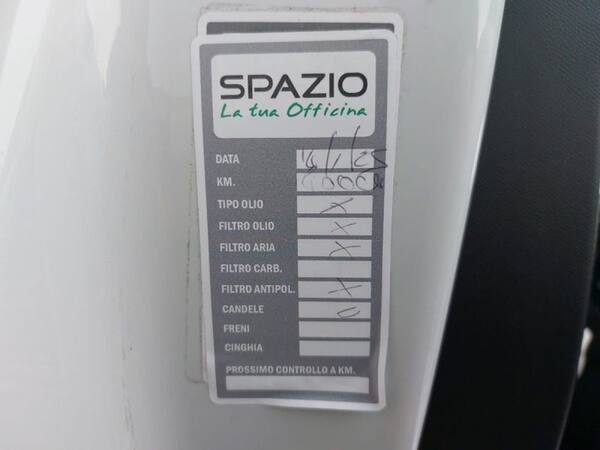 SPAZIO
La tua Officina
DATA
KM.
TIPO OLIO X
FILTRO OLIO X
FILTRO ARIA X
FILTRO CARB.
FILTRO ANTIPOL. X
CANDELE
FRENI
CINGHIA
PROSSIMO CONTROLLO A KM.